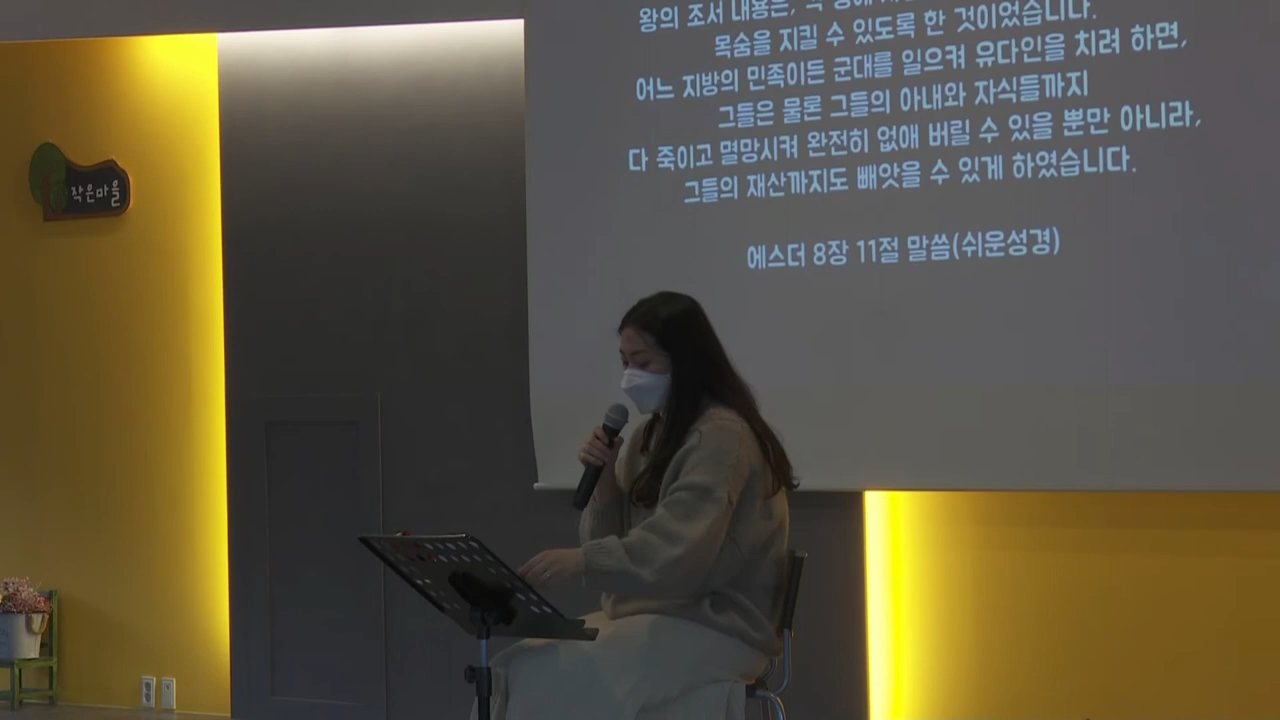 작은마을
왕의 조서 내용은, 각
목숨을 지킬 수 있도록 한 것이었습니다.
어느 지방의 민족이든 군대를 일으켜 유다인을 치려 하면,
그들은 물론 그들의 아내와 자식들까지
다 죽이고 멸망시켜 완전히 없애 버릴 수 있을 뿐만 아니라,
그들의 재산까지도 빼앗을 수 있게 하였습니다.
에스더 8장 11절 말씀(쉬운성경)